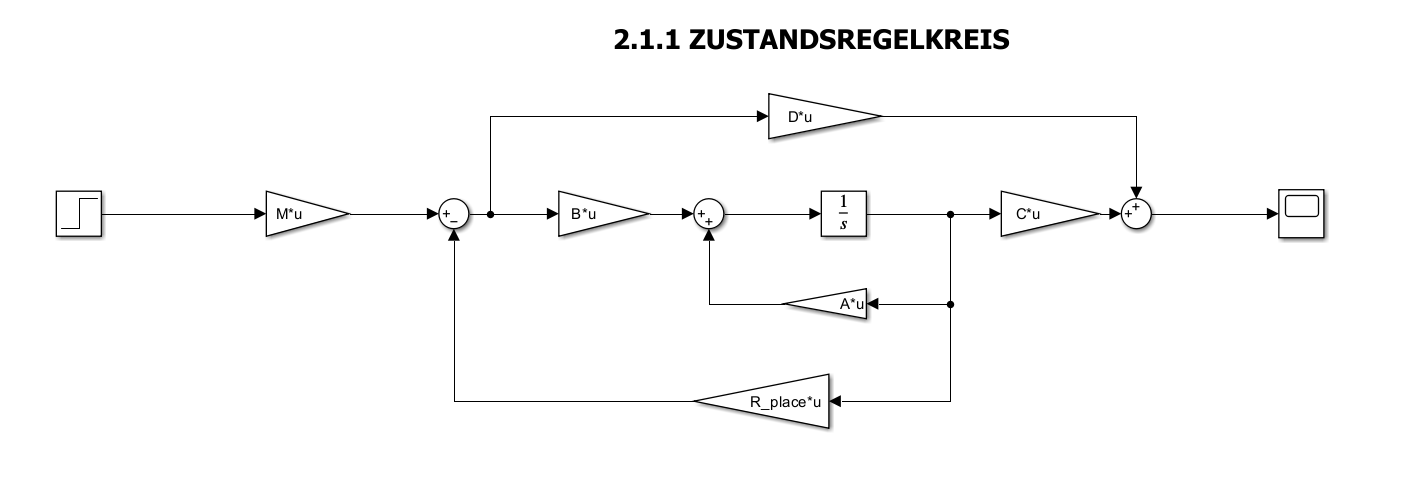 2.1.1 ZUSTANDSREGELKREIS
D*u
M*u
+
−
B*u
+
+
1
s
C*u
+
+
A*u
R_place*u